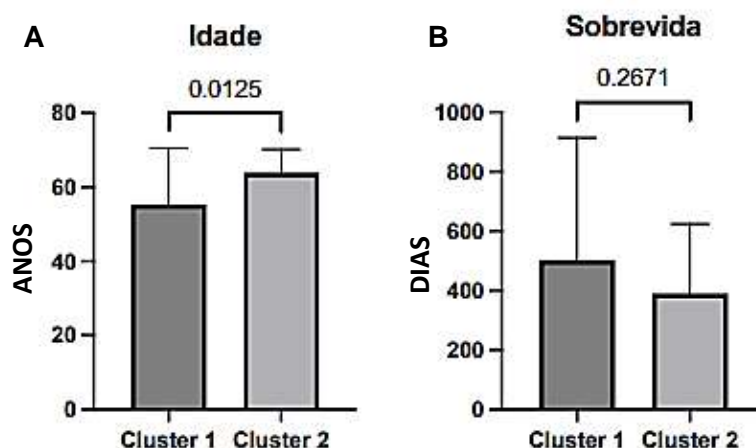 A
Idade
0.0125
80
60
40
20
0
ANOS
Cluster 1 Cluster 2
B
Sobrevida
0.2671
1000
800
600
400
200
0
DIAS
Cluster 1 Cluster 2